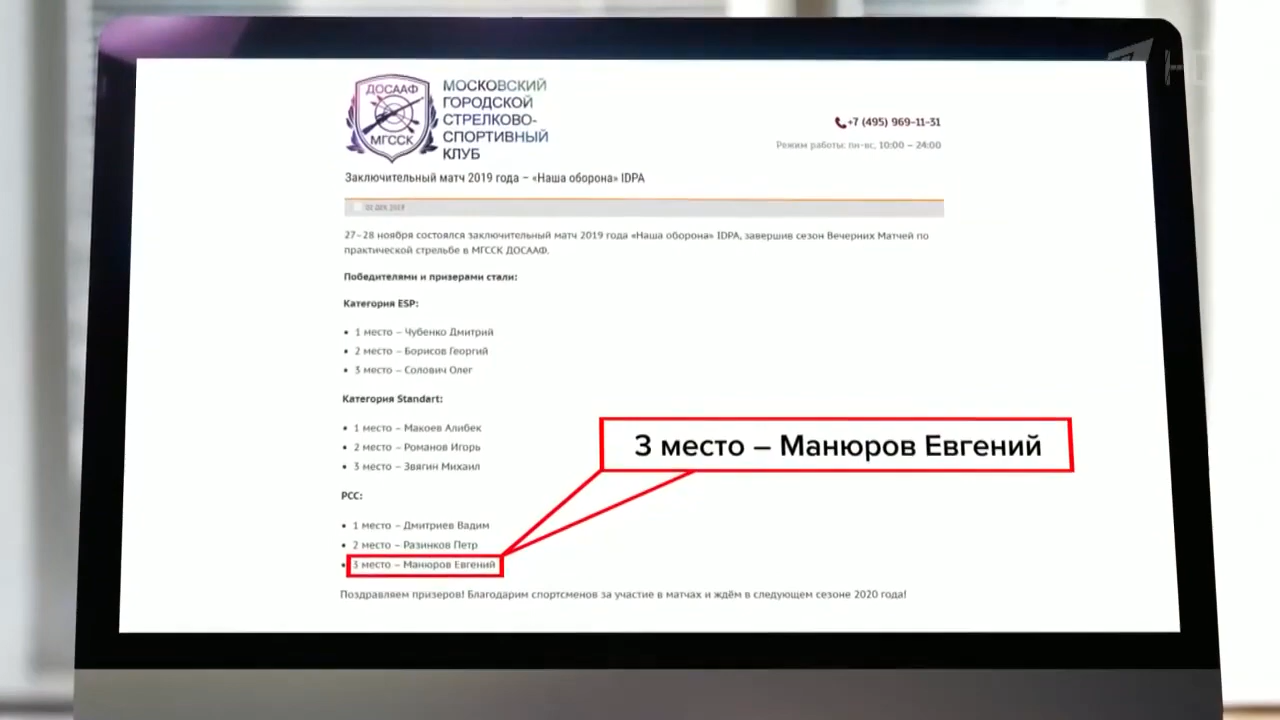 ДОСААФ
МГССК
МОСКОВСКИЙ
ГОРОДСКОЙ
СТРЕЛКОВО-
СПОРТИВНЫЙ
КЛУБ
+7 (495) 969-11-31
Режим работы: пн-вс, 10:00 – 24:00
Заключительный матч 2019 года – «Наша оборона» IDPA
2019
27–28 ноября состоялся заключительный матч 2019 года «Наша оборона» IDPA, завершив сезон Вечерних Матчей по
практической стрельбе в МГССК ДОСААФ.
Победителями и призерами стали:
Категория ESP:
• 1 место – Чубенко Дмитрий
• 2 место – Борисов Георгий
• 3 место – Солович Олег
Категория Standart:
• 1 место – Макоев Алибек
• 2 место – Романов Игорь
• 3 место – Звягин Михаил
3 место – Манюров Евгений
PCC:
• 1 место – Дмитриев Вадим
• 2 место – Разинков Петр
• 3 место – Манюров Евгений
Поздравляем призеров! Благодарим спортсменов за участие в матчах и ждём в следующем сезоне 2020 года!